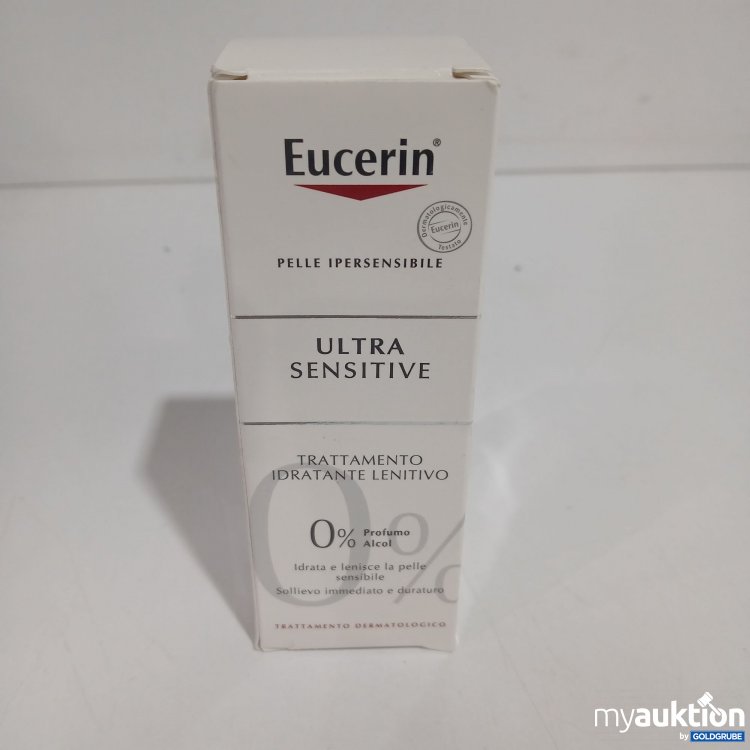 Eucerin®
Dermatologicamente
Eucerin
Testato
PELLE IPERSENSIBILE
ULTRA
SENSITIVE
TRATTAMENTO
IDRATANTE LENITIVO
0%
0% Profumo
Alcol
Idrata e lenisce la pelle
sensibile
Sollievo immediato e duraturo
TRATTAMENTO DERMATOLOGICO
myauktion
by GOLDGRUBE